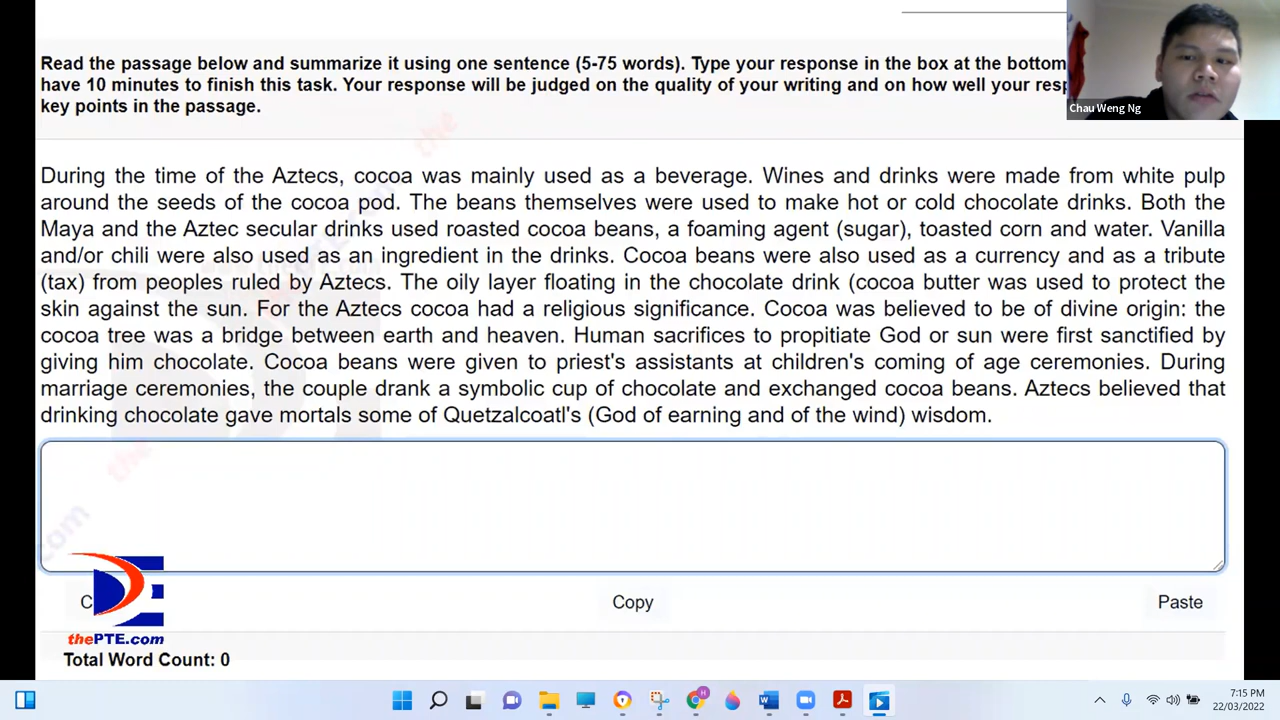 Read the passage below and summarize it using one sentence (5-75 words). Type your response in the box at the bottom
have 10 minutes to finish this task. Your response will be judged on the quality of your writing and on how well your
key points in the passage.
Chau Weng Ng
During the time of the Aztecs, cocoa was mainly used as a beverage. Wines and drinks were made from white pulp
around the seeds of the cocoa pod. The beans themselves were used to make hot or cold chocolate drinks. Both the
Maya and the Aztec secular drinks used roasted cocoa beans, a foaming agent (sugar), toasted corn and water. Vanilla
and/or chili were also used as an ingredient in the drinks. Cocoa beans were also used as a currency and as a tribute
(tax) from peoples ruled by Aztecs. The oily layer floating in the chocolate drink (cocoa butter was used to protect the
skin against the sun. For the Aztecs cocoa had a religious significance. Cocoa was believed to be of divine origin: the
cocoa tree was a bridge between earth and heaven. Human sacrifices to propitiate God or sun were first sanctified by
giving him chocolate. Cocoa beans were given to priest's assistants at children's coming of age ceremonies. During
marriage ceremonies, the couple drank a symbolic cup of chocolate and exchanged cocoa beans. Aztecs believed that
drinking chocolate gave mortals some of Quetzalcoatl's (God of earning and of the wind) wisdom.
Copy
Paste
thePTE.com
Total Word Count: 0
7:15 PM
22/03/2022